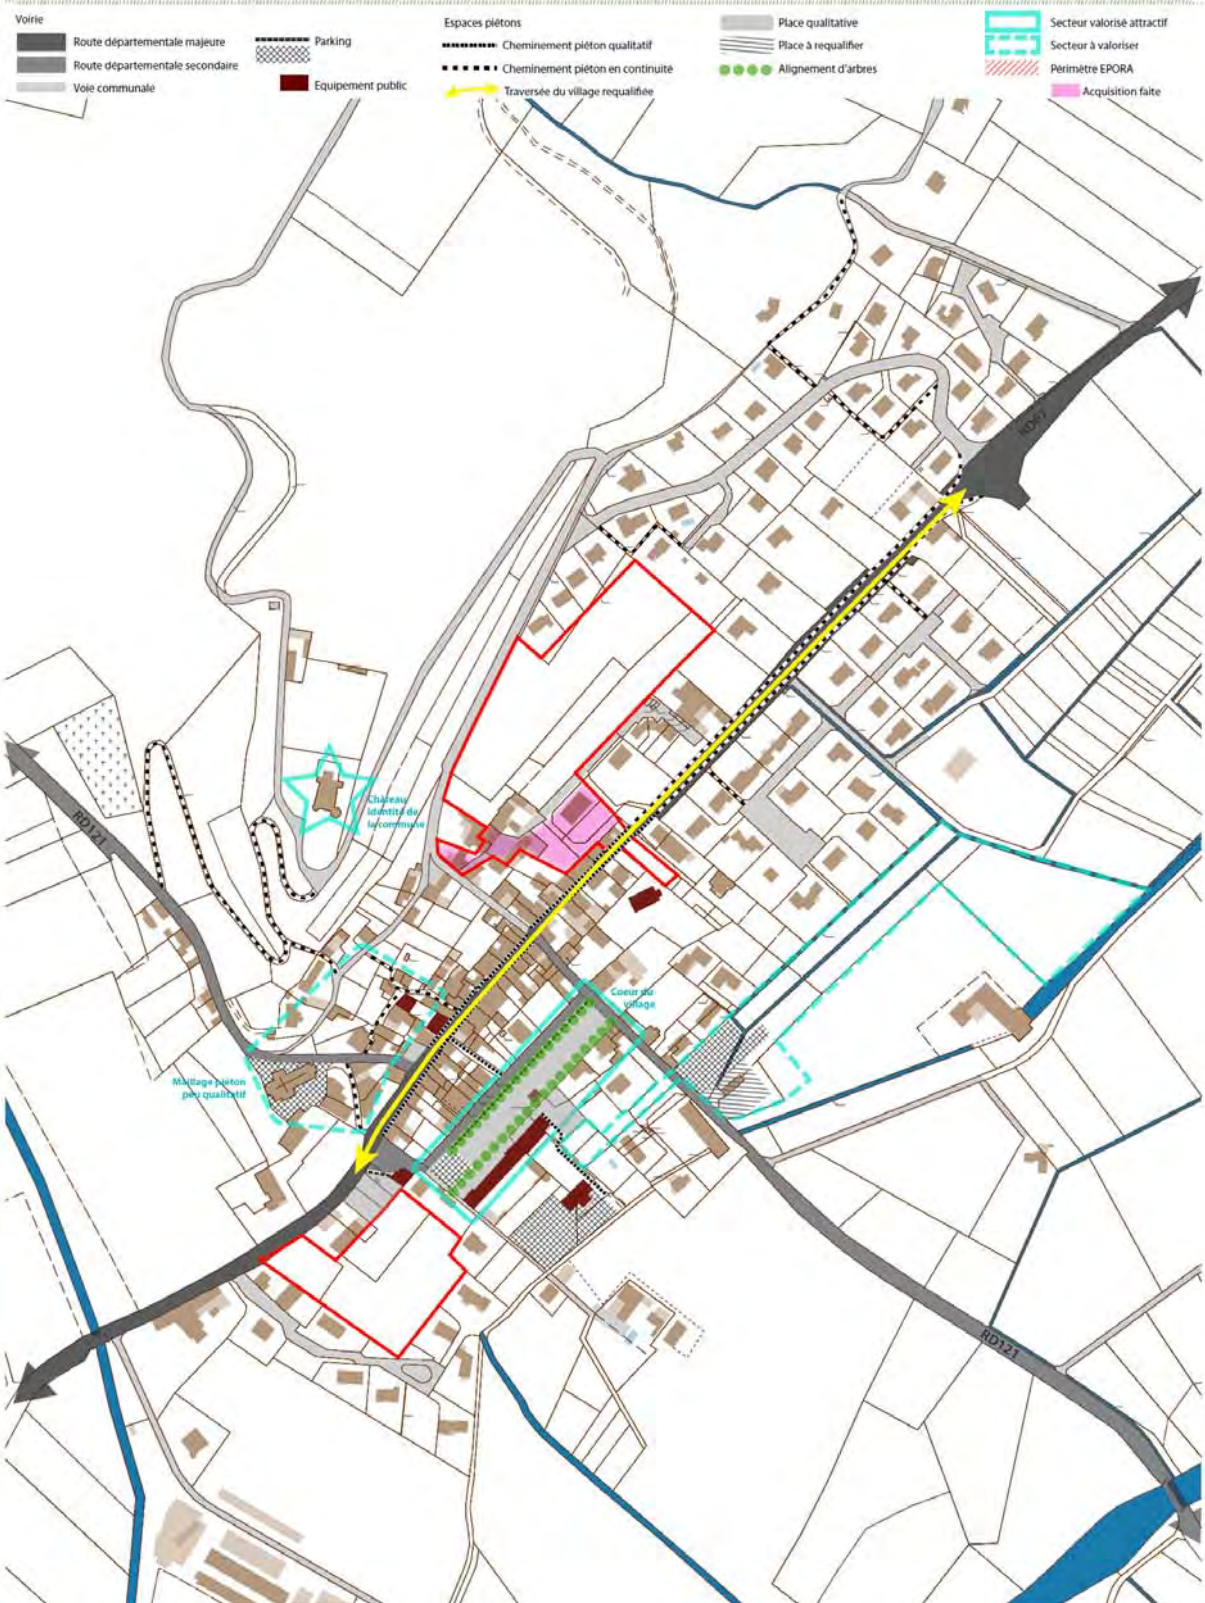 Voirie
Route départementale majeure
Route départementale secondaire
Voie communale
Parking
Equipement public
Espaces piétons
Cheminement piéton qualitatif
Cheminement piéton en continuité
Traversée du village requalifiée
Place qualitative
Place à requalifier
Alignement d'arbres
Secteur valorisé attractif
Secteur à valoriser
Périmètre EPORA
Acquisition faite
Château
identité de
la commune
RD121
Coeur du
village
Maillage piéton
peu qualitatif
RD121